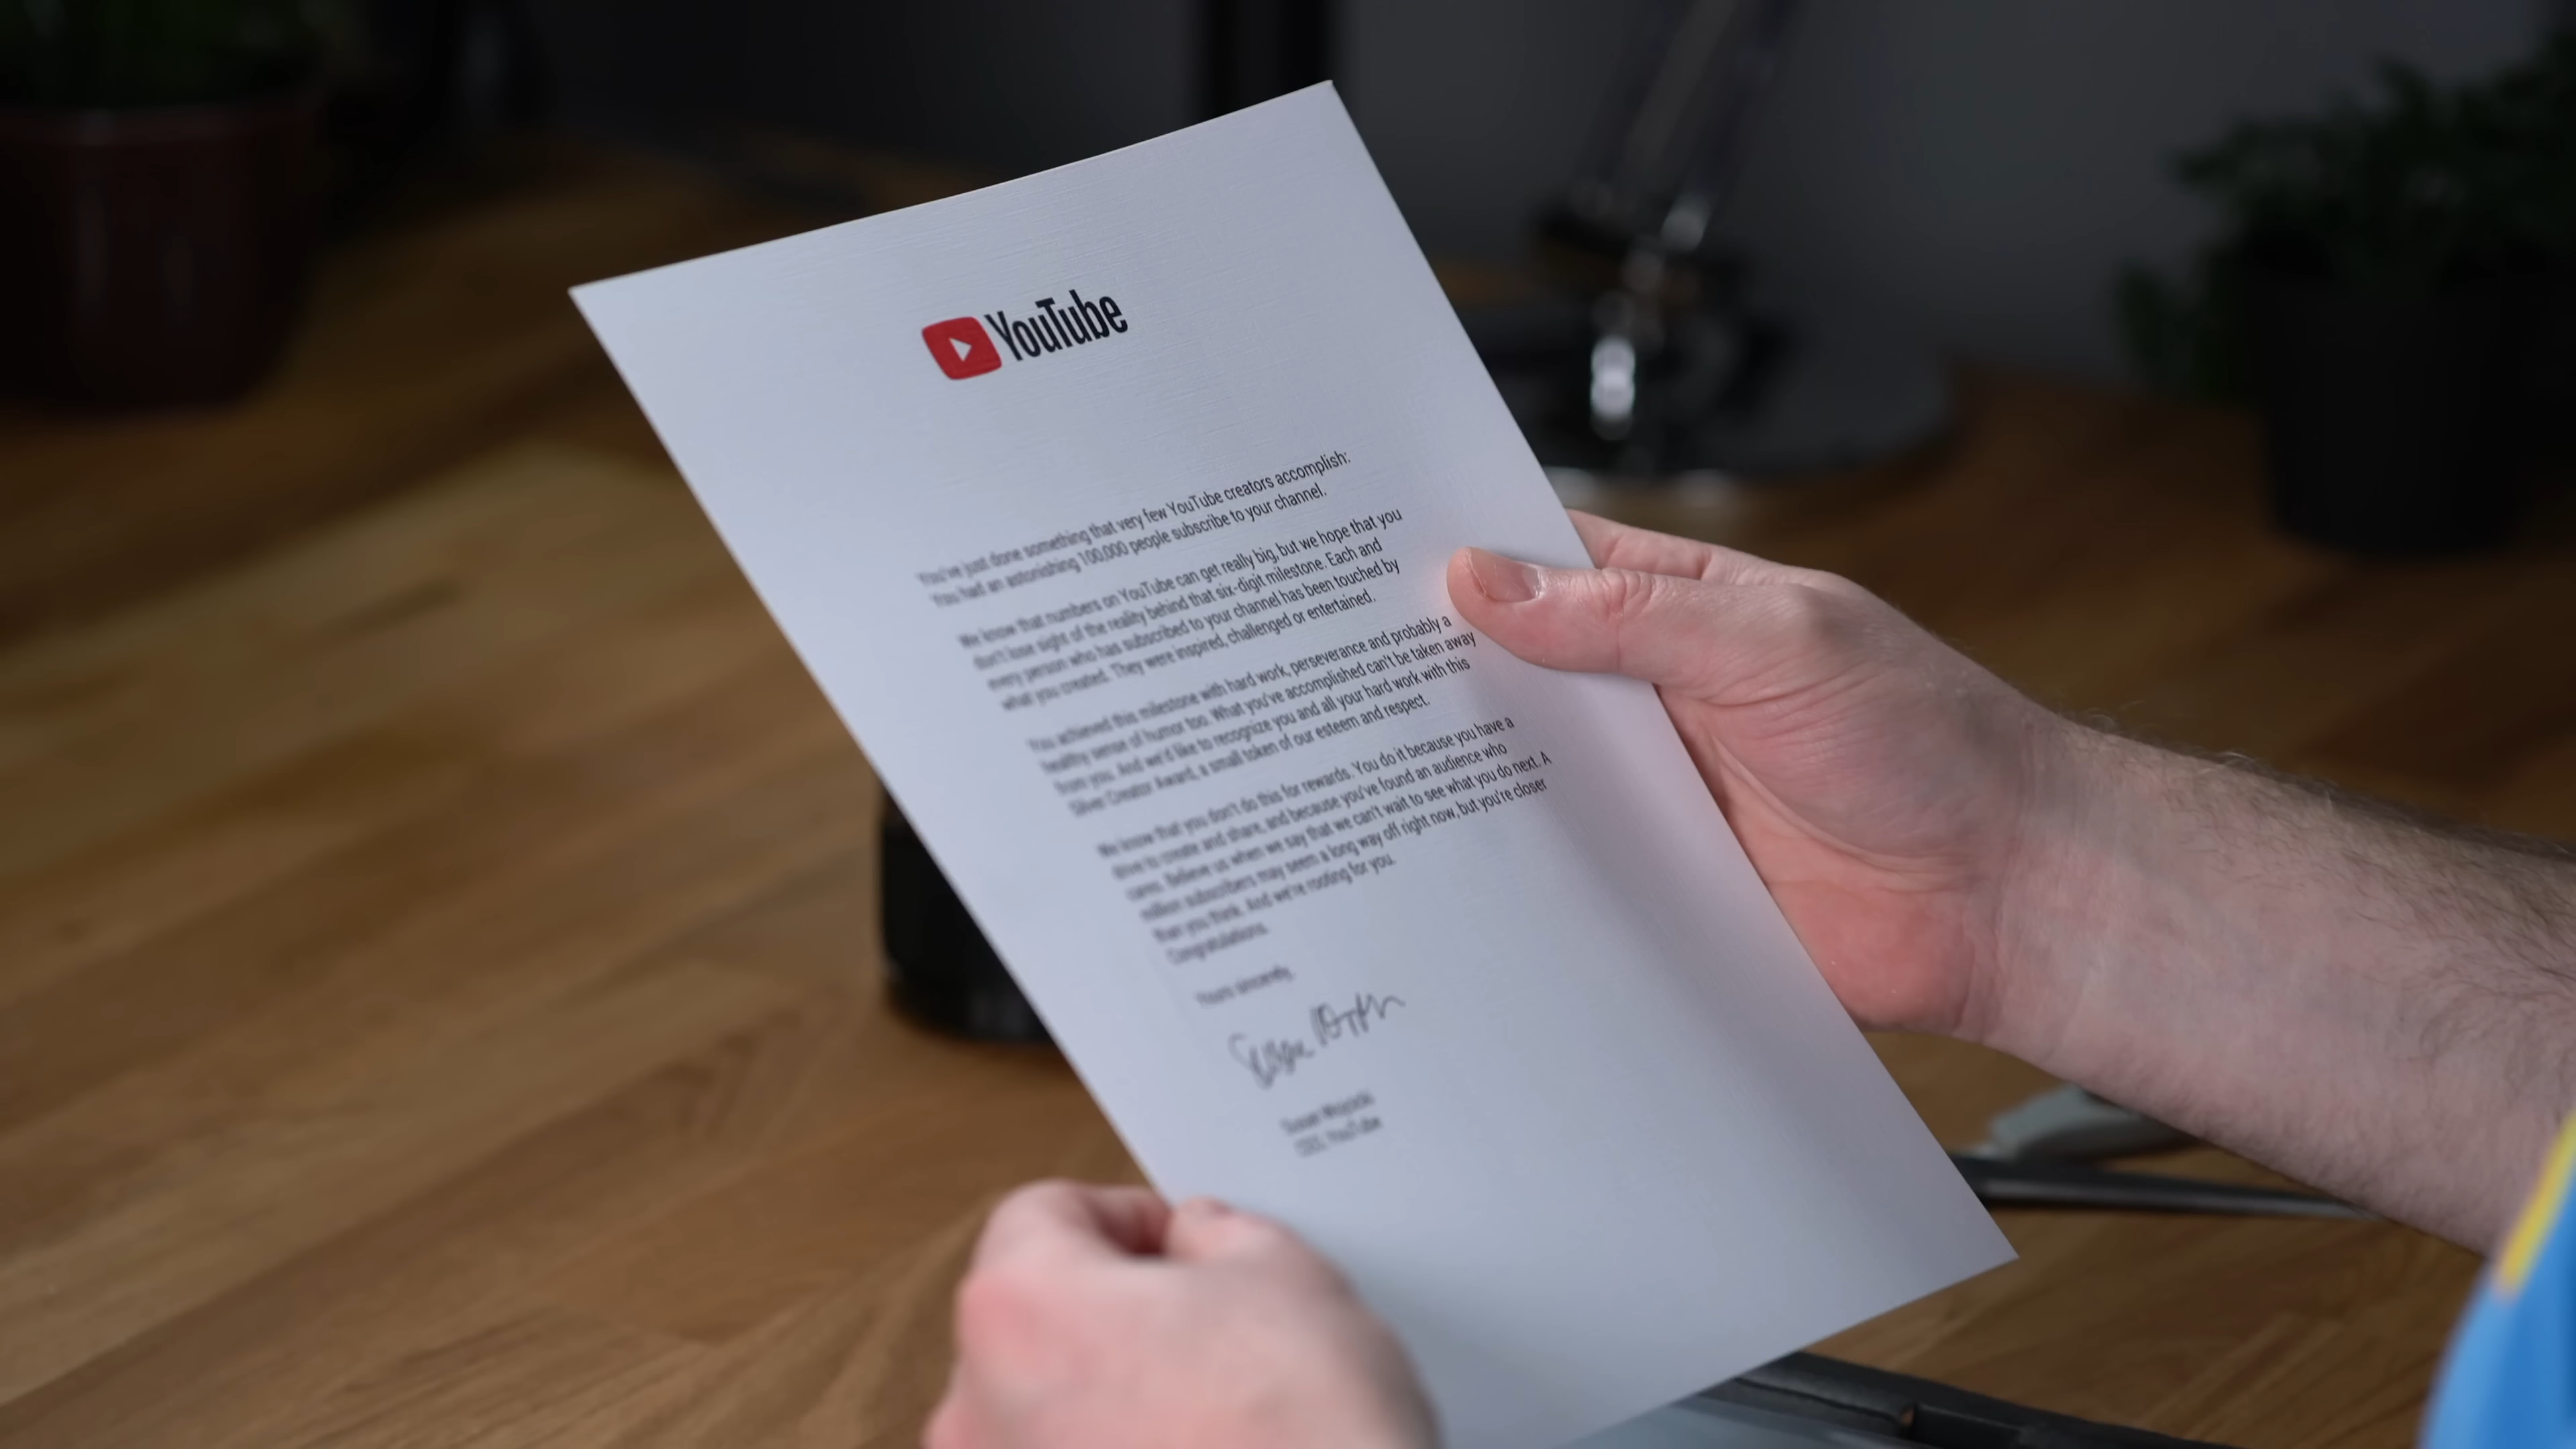 YouTube
You've just done something that very few YouTube creators accomplish:
You had an astonishing 100,000 people subscribe to your channel.
We know that numbers on YouTube can get really big, but we hope that you
don't lose sight of the reality behind that six-digit milestone. Each and
every person who has subscribed to your channel has been touched by
what you created. They were inspired, challenged or entertained.
You achieved this milestone with hard work, perseverance and probably a
healthy sense of humor too. What you've accomplished can't be taken away
from you. And we'd like to recognize you and all your hard work with this
Silver Creator Award, a small token of our esteem and respect.
We know that you don't do this for rewards. You do it because you have a
drive to create and share, and because you've found an audience who
cares. Believe us when we say that we can't wait to see what you do next. A
million subscribers may seem a long way off right now, but you're closer
than you think. And we're rooting for you.
Congratulations.
Yours sincerely,
Susan Wojcicki
CEO, YouTube